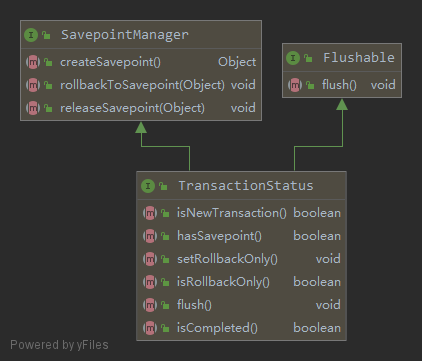 I SavepointManager
m createSavepoint() Object
m rollbackToSavepoint(Object) void
m releaseSavepoint(Object) void
I Flushable
m flush() void
I TransactionStatus
m isNewTransaction() boolean
m hasSavepoint() boolean
m setRollbackOnly() void
m isRollbackOnly() boolean
m flush() void
m isCompleted() boolean
Powered by yFiles